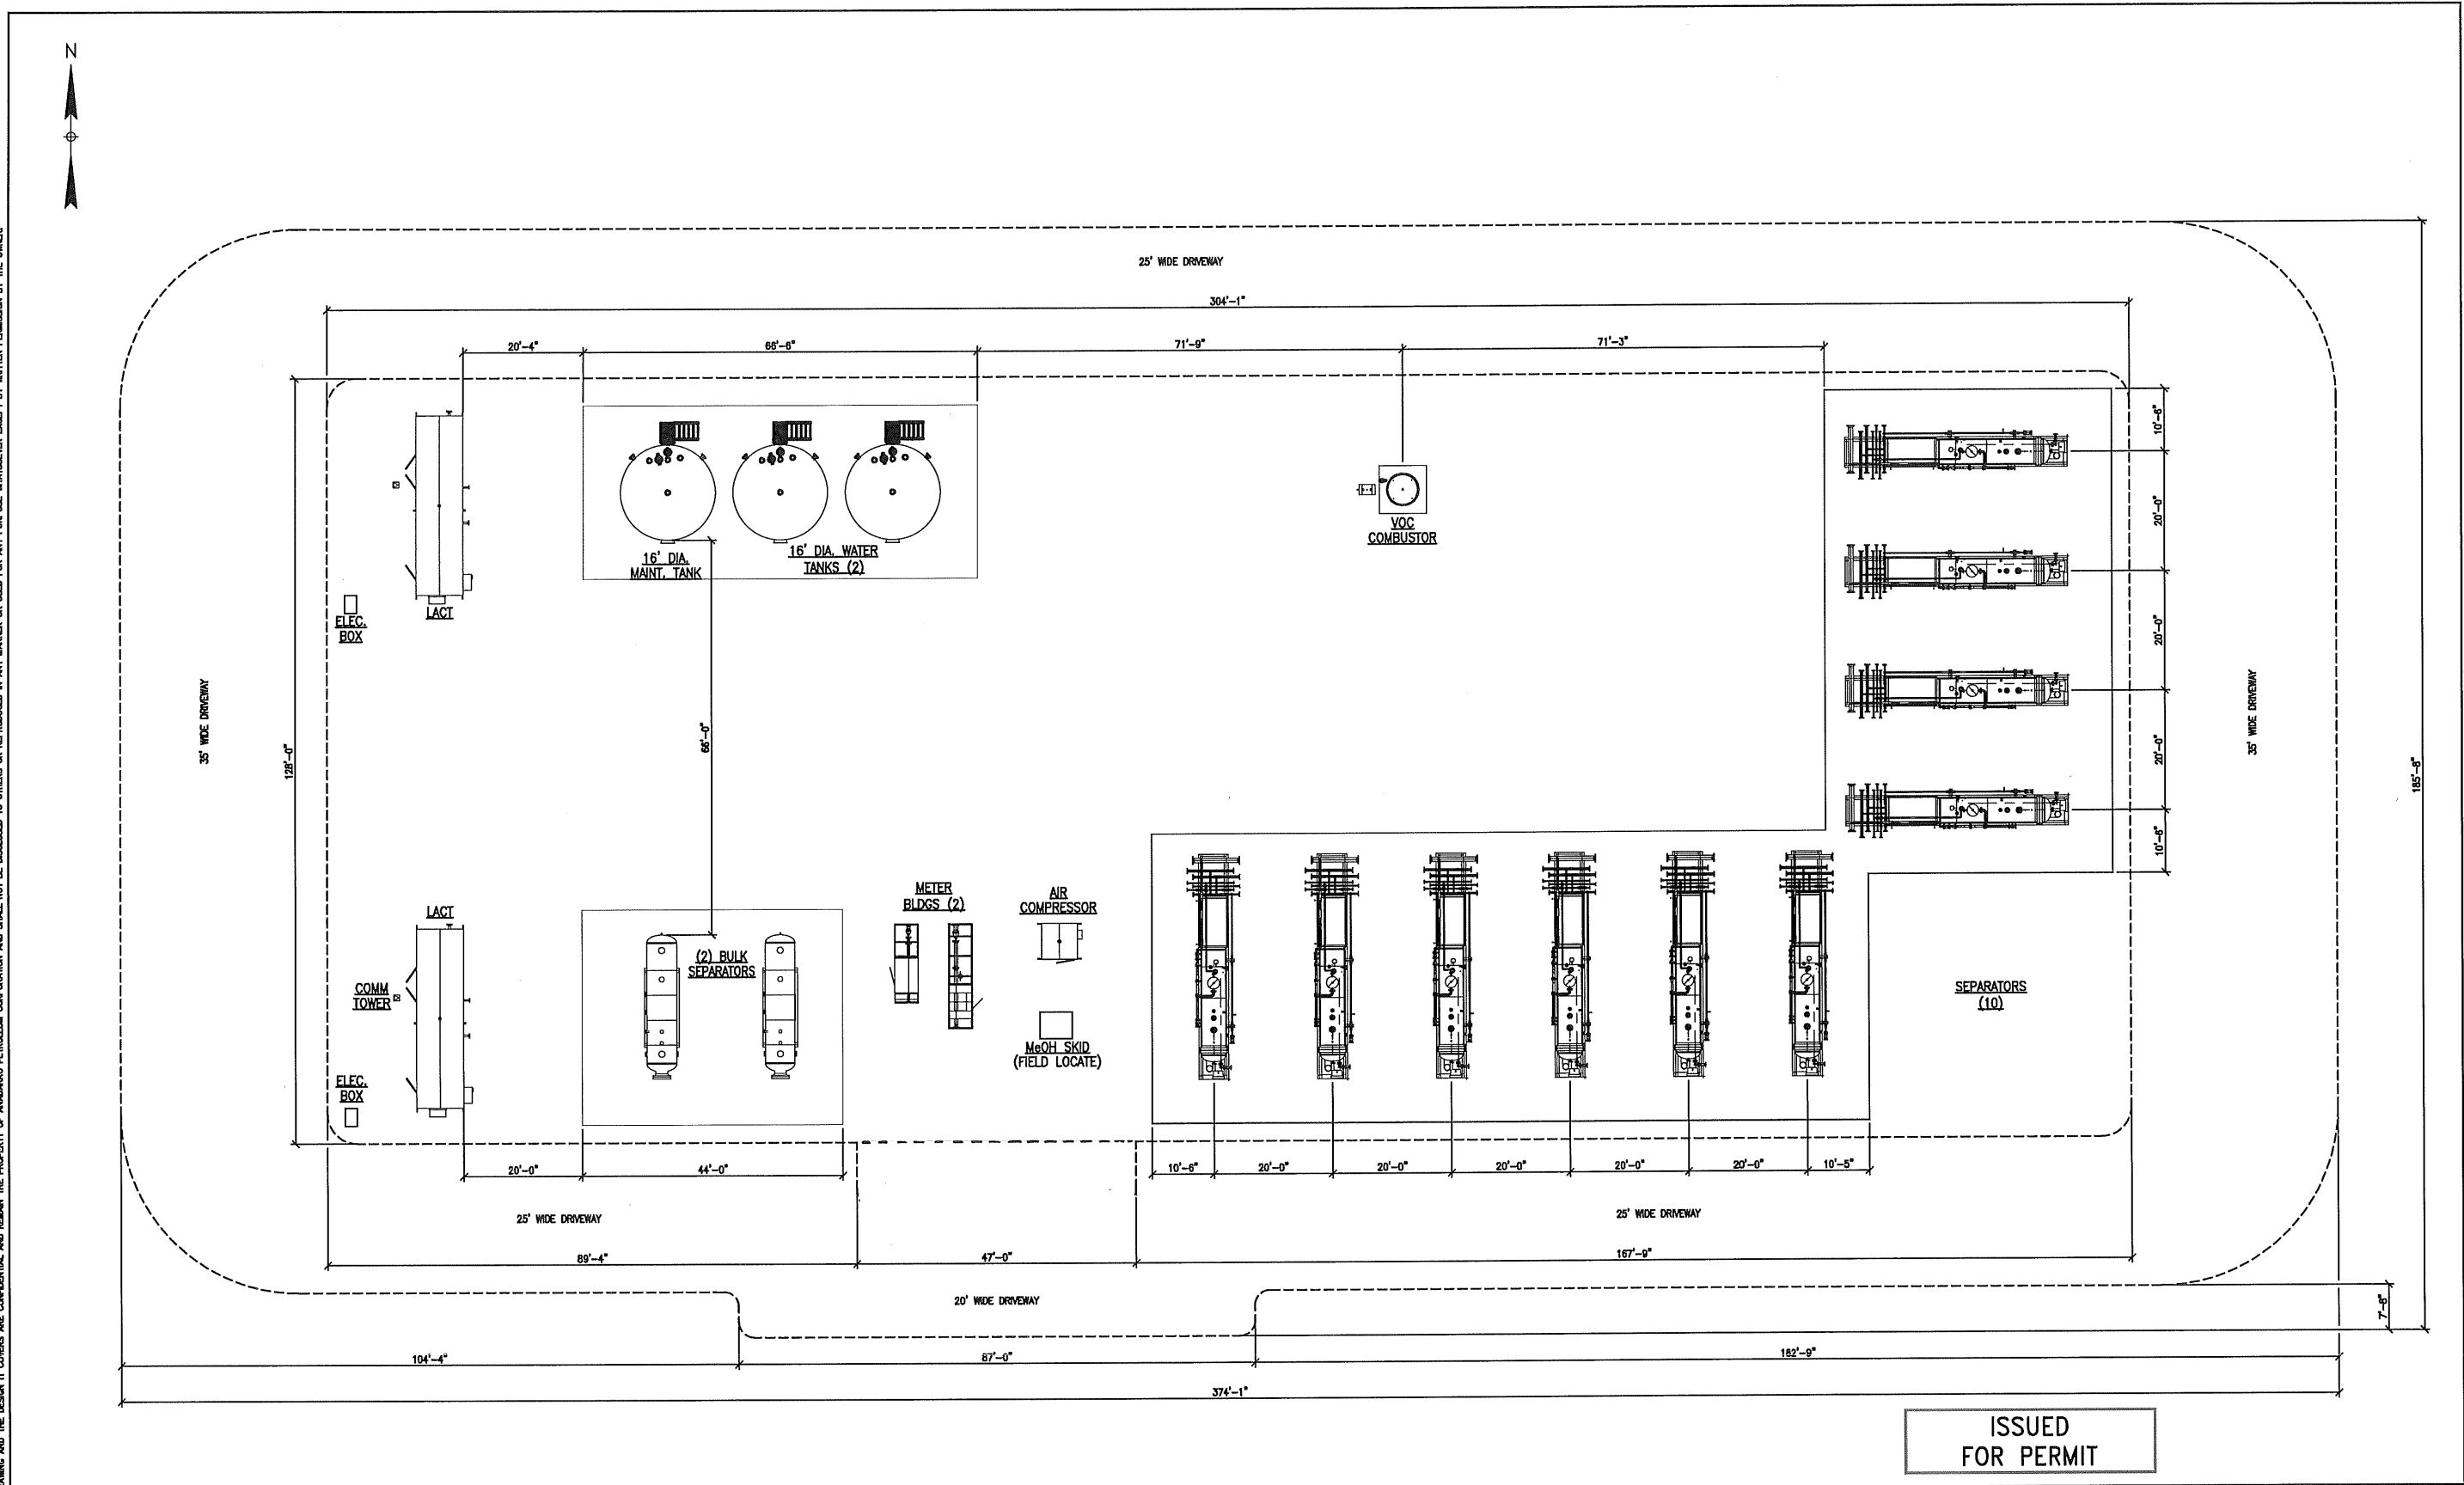 N
25' WIDE DRIVEWAY
304'-1"
20'-4"
66'-6"
71'-9"
71'-3"
10'-6"
20'-0"
20'-0"
20'-0"
10'-6"
16' DIA.
MAINT. TANK
16' DIA. WATER
TANKS (2)
VOC
COMBUSTOR
LACT
ELEC.
BOX
35' WIDE DRIVEWAY
128'-0"
66'-0"
35' WIDE DRIVEWAY
185'-8"
LACT
COMM
TOWER
ELEC.
BOX
(2) BULK
SEPARATORS
METER
BLDGS (2)
AIR
COMPRESSOR
MeOH SKID
(FIELD LOCATE)
SEPARATORS
(10)
20'-0"
44'-0"
10'-6"
20'-0"
20'-0"
20'-0"
20'-0"
20'-0"
10'-5"
25' WIDE DRIVEWAY
25' WIDE DRIVEWAY
89'-4"
47'-0"
167'-9"
20' WIDE DRIVEWAY
7'-8"
104'-4"
87'-0"
182'-9"
374'-1"
ISSUED
FOR PERMIT